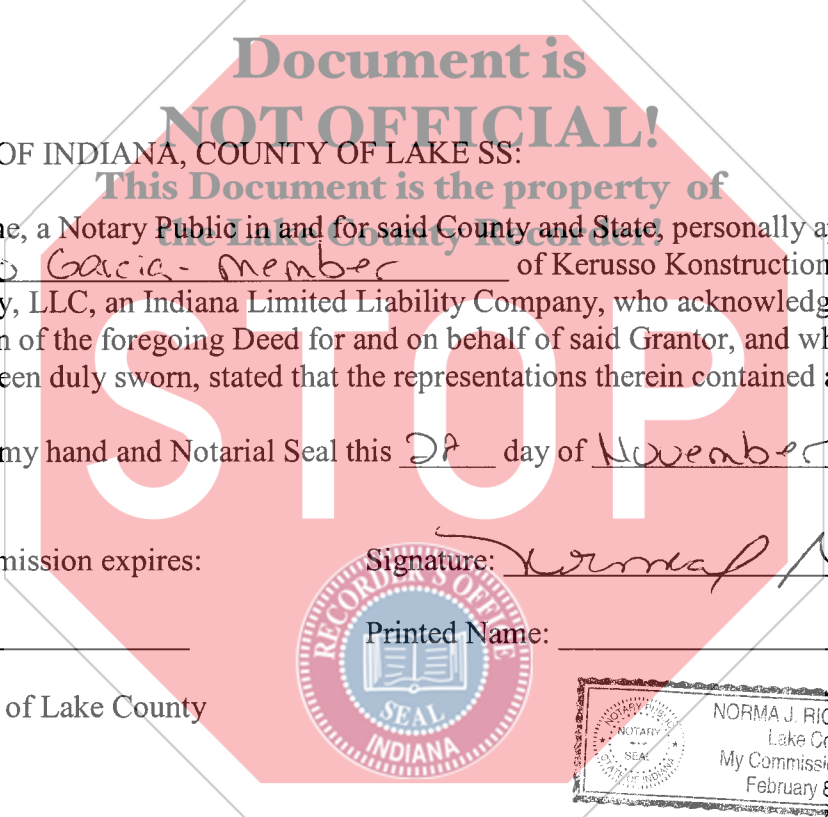 Document is
NOT OFFICIAL!
OF INDIANA, COUNTY OF LAKE SS:
This Document is the property of
the Lake County Recorder!
e, a Notary Public in and for said County and State, personally a
o Garcia - member of Kerusso Konstruction
y, LLC, an Indiana Limited Liability Company, who acknowledg
n of the foregoing Deed for and on behalf of said Grantor, and wh
een duly sworn, stated that the representations therein contained a
my hand and Notarial Seal this day of November
STOP
mission expires:
Signature: Norma J
Printed Name:
of Lake County
RECORDER'S OFFICE
SEAL
INDIANA
NOTARY PUBLIC
NOTARY
SEAL
STATE OF INDIANA
NORMA J. RIC
Lake Co
My Commissi
February 8